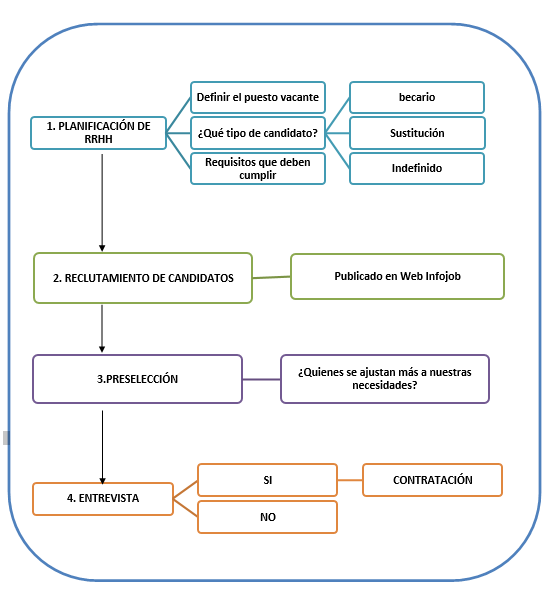 1. PLANIFICACIÓN DE
RRHH
Definir el puesto vacante
¿Qué tipo de candidato?
Requisitos que deben
cumplir
becario
Sustitución
Indefinido
2. RECLUTAMIENTO DE CANDIDATOS
Publicado en Web Infojob
3.PRESELECCIÓN
¿Quienes se ajustan más a nuestras
necesidades?
4. ENTREVISTA
SI
CONTRATACIÓN
NO